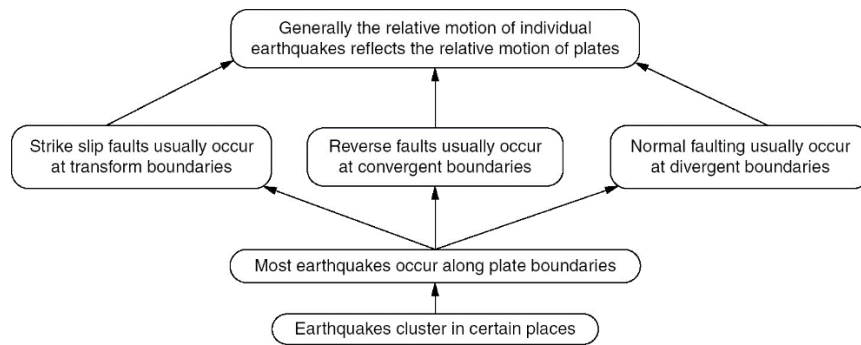 Generally the relative motion of individual
earthquakes reflects the relative motion of plates
Strike slip faults usually occur
at transform boundaries
Reverse faults usually occur
at convergent boundaries
Normal faulting usually occur
at divergent boundaries
Most earthquakes occur along plate boundaries
Earthquakes cluster in certain places